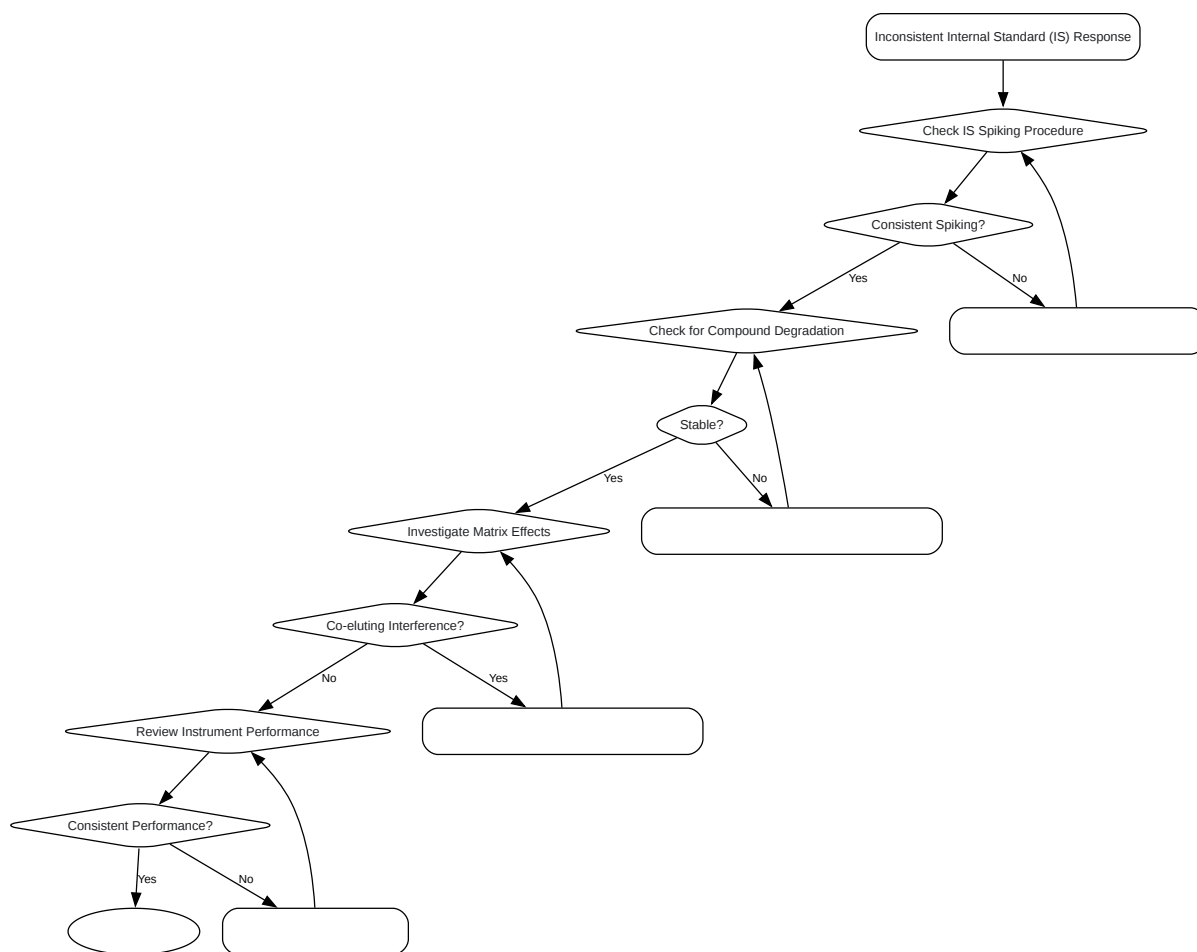 Inconsistent Internal Standard (IS) Response
Check IS Spiking Procedure
Consistent Spiking?
Yes
No
Check for Compound Degradation
Stable?
Yes
No
Investigate Matrix Effects
Co-eluting Interference?
No
Yes
Review Instrument Performance
Consistent Performance?
Yes
No